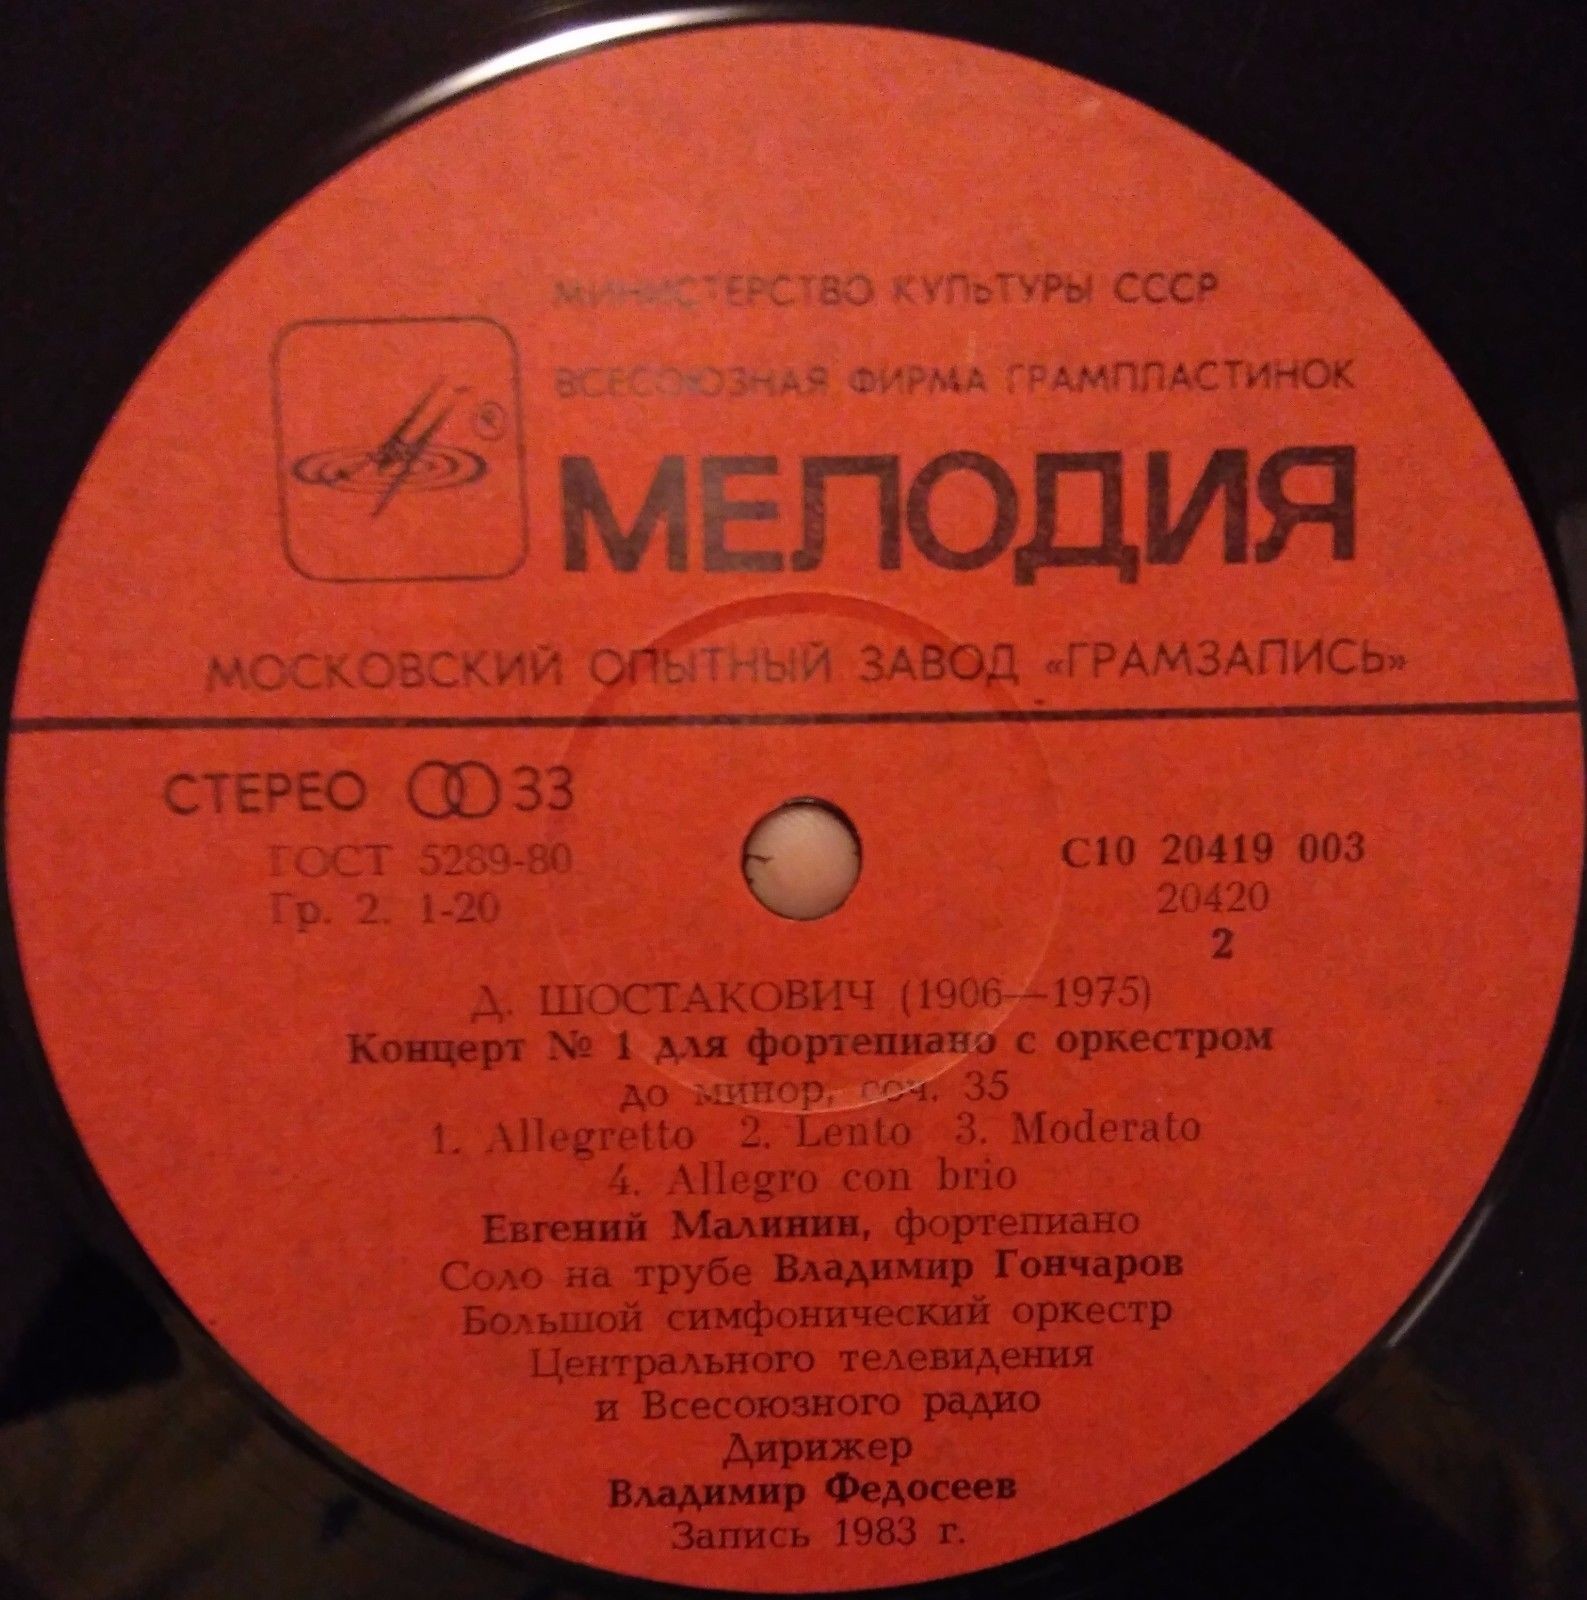 МИНИСТЕРСТВО КУЛЬТУРЫ СССР
ВСЕСОЮЗНАЯ ФИРМА ГРАМПЛАСТИНОК
®
МЕЛОДИЯ
МОСКОВСКИЙ ОПЫТНЫЙ ЗАВОД «ГРАМЗАПИСЬ»
СТЕРЕО 33
ГОСТ 5289-80
Гр. 2. 1-20
С10 20419 003
20420
2
Д. ШОСТАКОВИЧ (1906—1975)
Концерт № 1 для фортепиано с оркестром
до минор, соч. 35
1. Allegretto 2. Lento 3. Moderato
4. Allegro con brio
Евгений Малинин, фортепиано
Соло на трубе Владимир Гончаров
Большой симфонический оркестр
Центрального телевидения
и Всесоюзного радио
Дирижер
Владимир Федосеев
Запись 1983 г.